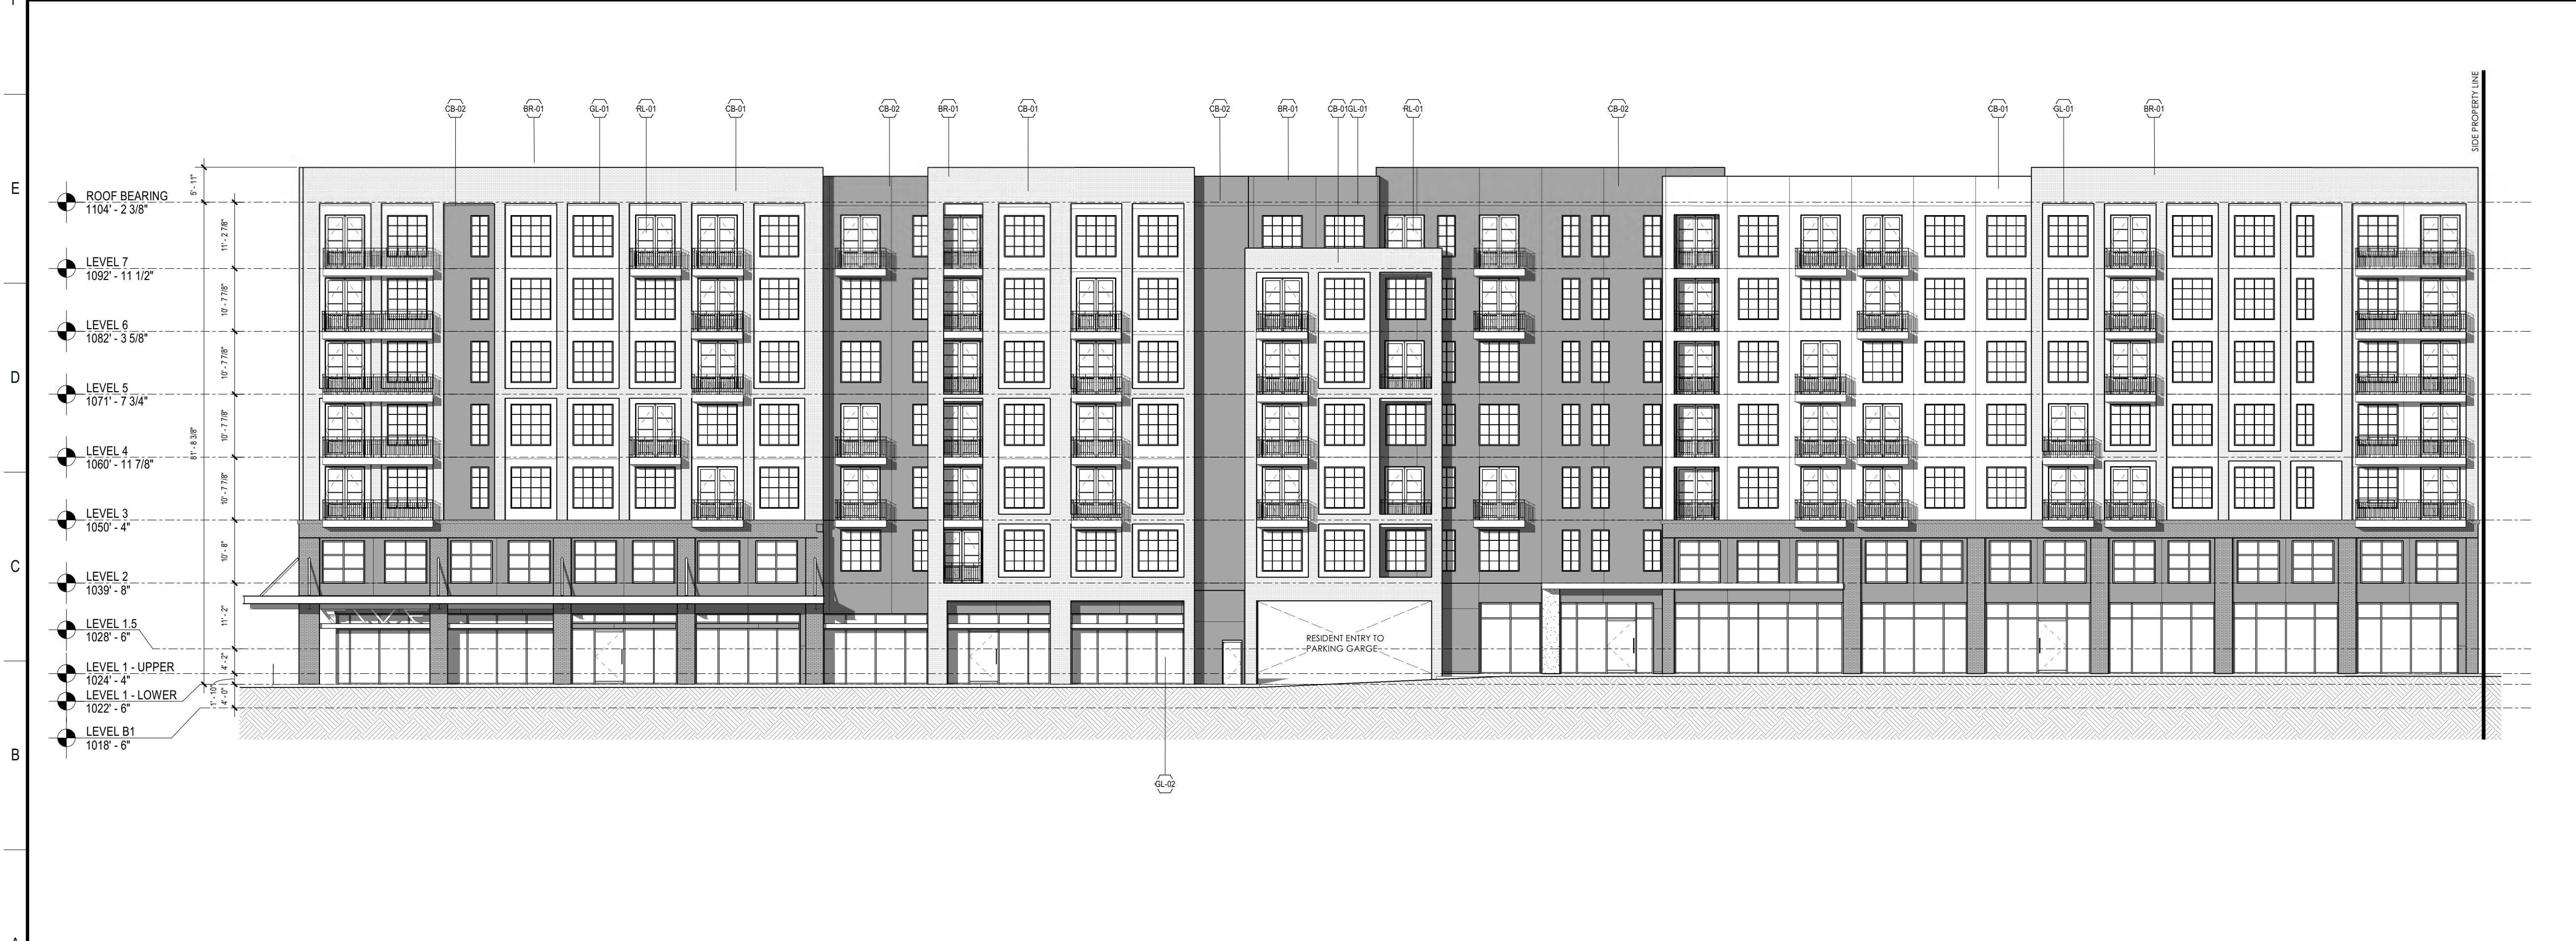 F
E
D
C
B
A
CB-02
BR-01
GL-01
RL-01
CB-01
CB-02
BR-01
CB-01
CB-02
BR-01
CB-01
GL-01
RL-01
CB-02
CB-01
GL-01
BR-01
SIDE PROPERTY LINE
ROOF BEARING
1104' - 2 3/8"
LEVEL 7
1092' - 11 1/2"
LEVEL 6
1082' - 3 5/8"
LEVEL 5
1071' - 7 3/4"
LEVEL 4
1060' - 11 7/8"
LEVEL 3
1050' - 4"
LEVEL 2
1039' - 8"
LEVEL 1.5
1028' - 6"
LEVEL 1 - UPPER
1024' - 4"
LEVEL 1 - LOWER
1022' - 6"
LEVEL B1
1018' - 6"
5' - 11"
81' - 8 3/8"
11' - 2 7/8"
10' - 7 7/8"
10' - 7 7/8"
10' - 7 7/8"
10' - 7 7/8"
10' - 8"
11' - 2"
4' - 2"
1' - 10"
4' - 0"
RESIDENT ENTRY TO
PARKING GARGE
GL-02